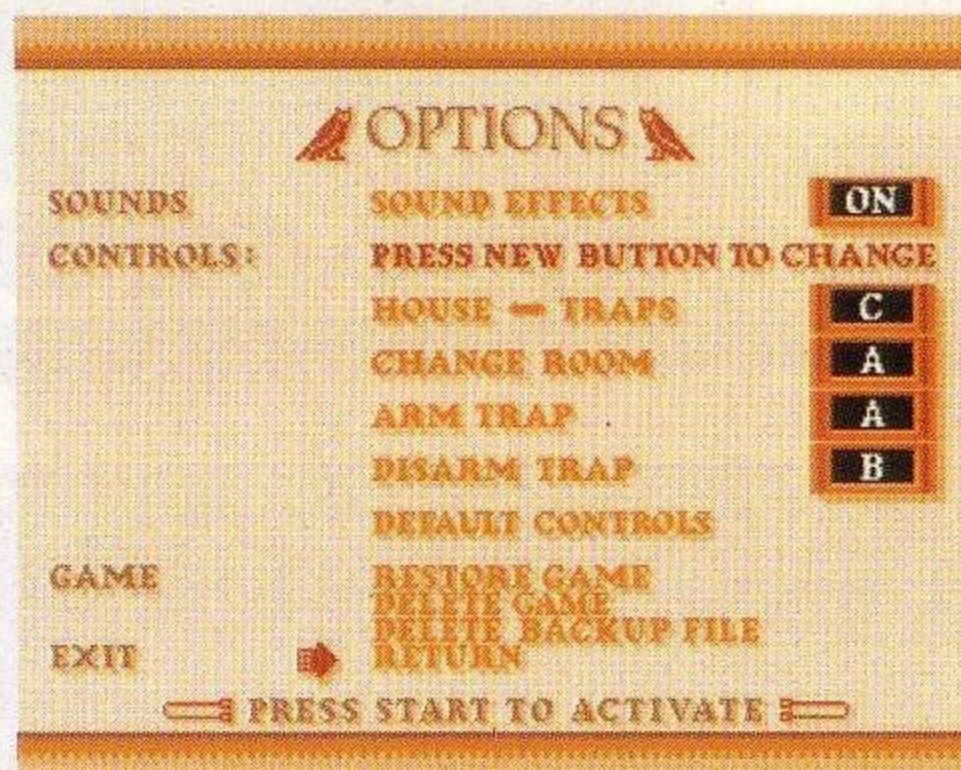 OPTIONS
SOUNDS SOUND EFFECTS ON
CONTROLS: PRESS NEW BUTTON TO CHANGE
HOUSE — TRAPS C
CHANGE ROOM A
ARM TRAP A
DISARM TRAP B
DEFAULT CONTROLS
GAME RESTORE GAME
DELETE GAME
DELETE BACKUP FILE
EXIT RETURN
PRESS START TO ACTIVATE